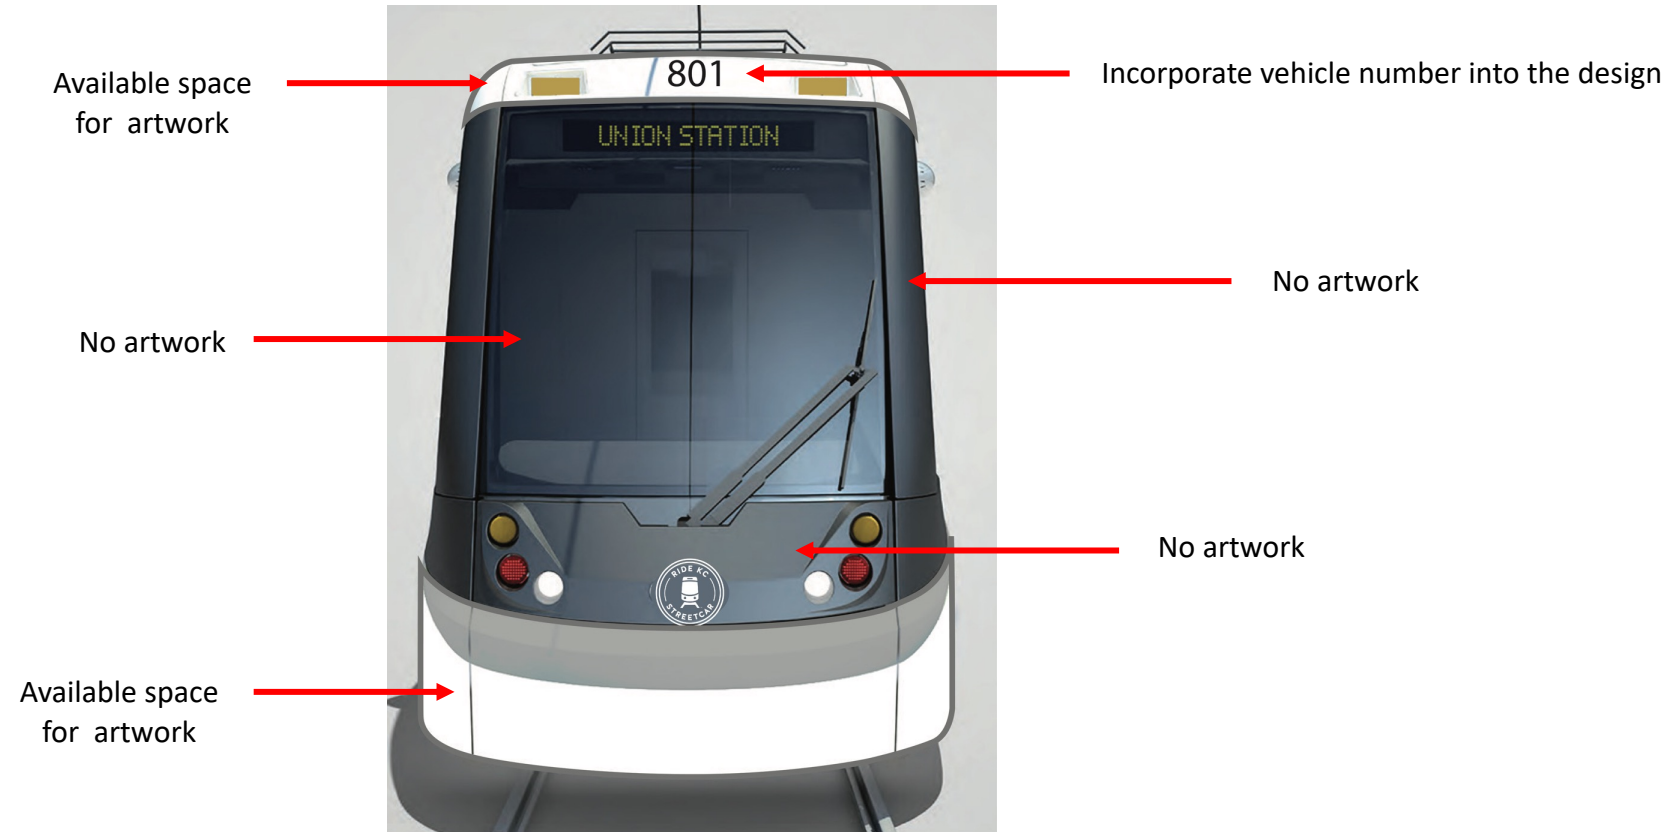 Available space
for artwork
801
Incorporate vehicle number into the design
UNION STATION
No artwork
No artwork
No artwork
RIDE KC
STREETCAR
Available space
for artwork